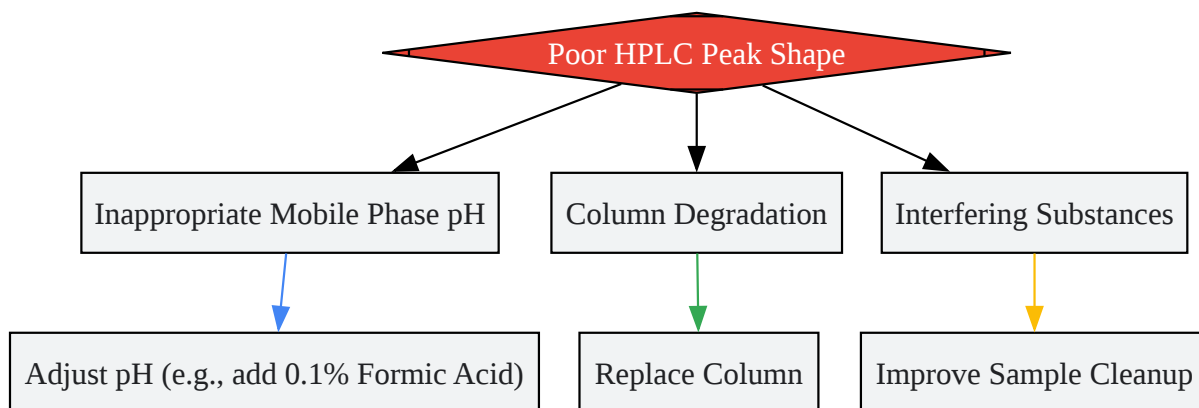 Poor HPLC Peak Shape
Inappropriate Mobile Phase pH
Column Degradation
Interfering Substances
Adjust pH (e.g., add 0.1% Formic Acid)
Replace Column
Improve Sample Cleanup